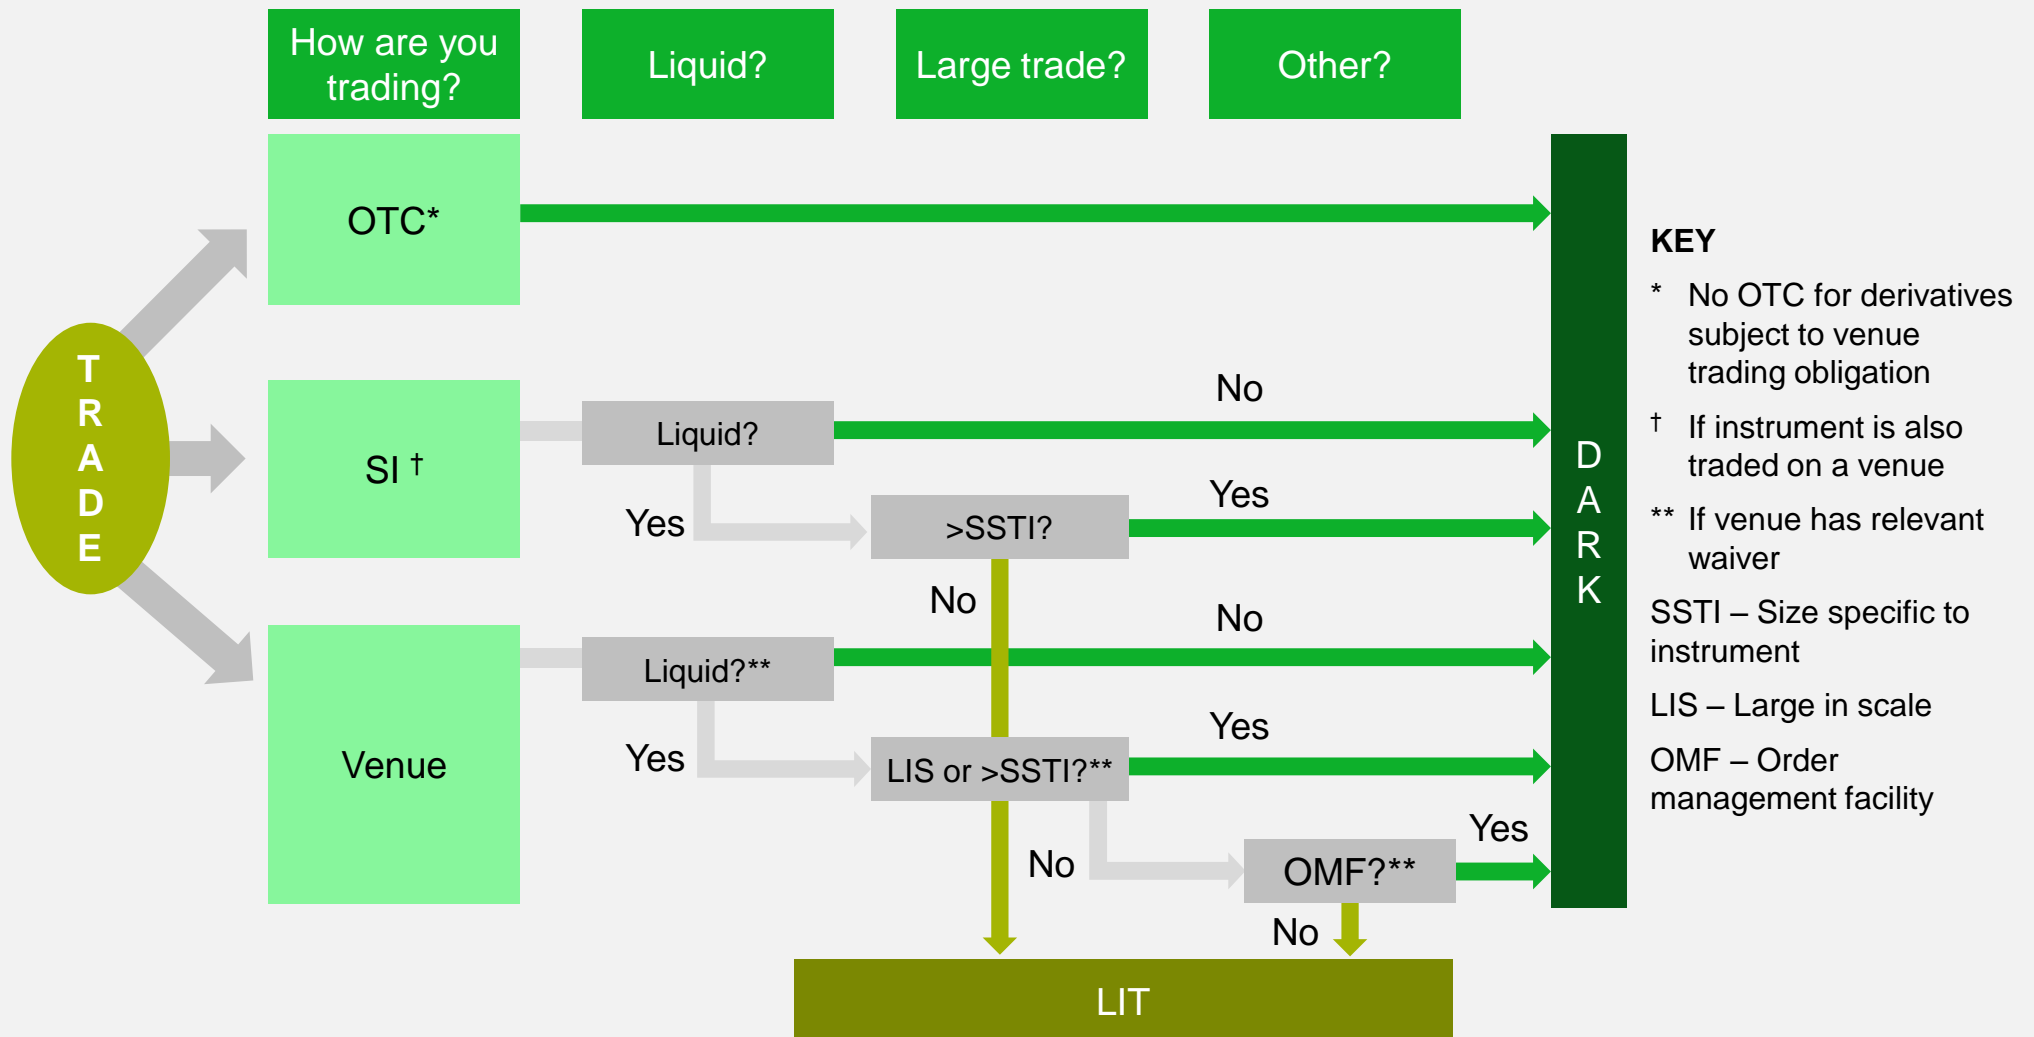 How are you
trading?
Liquid?
Large trade?
Other?
TRADE
OTC*
SI †
Liquid?
No
Yes
>SSTI?
Yes
No
Venue
Liquid?**
No
Yes
LIS or >SSTI?**
Yes
No
OMF?**
Yes
No
DARK
LIT
KEY
* No OTC for derivatives
subject to venue
trading obligation
† If instrument is also
traded on a venue
** If venue has relevant
waiver
SSTI – Size specific to
instrument
LIS – Large in scale
OMF – Order
management facility